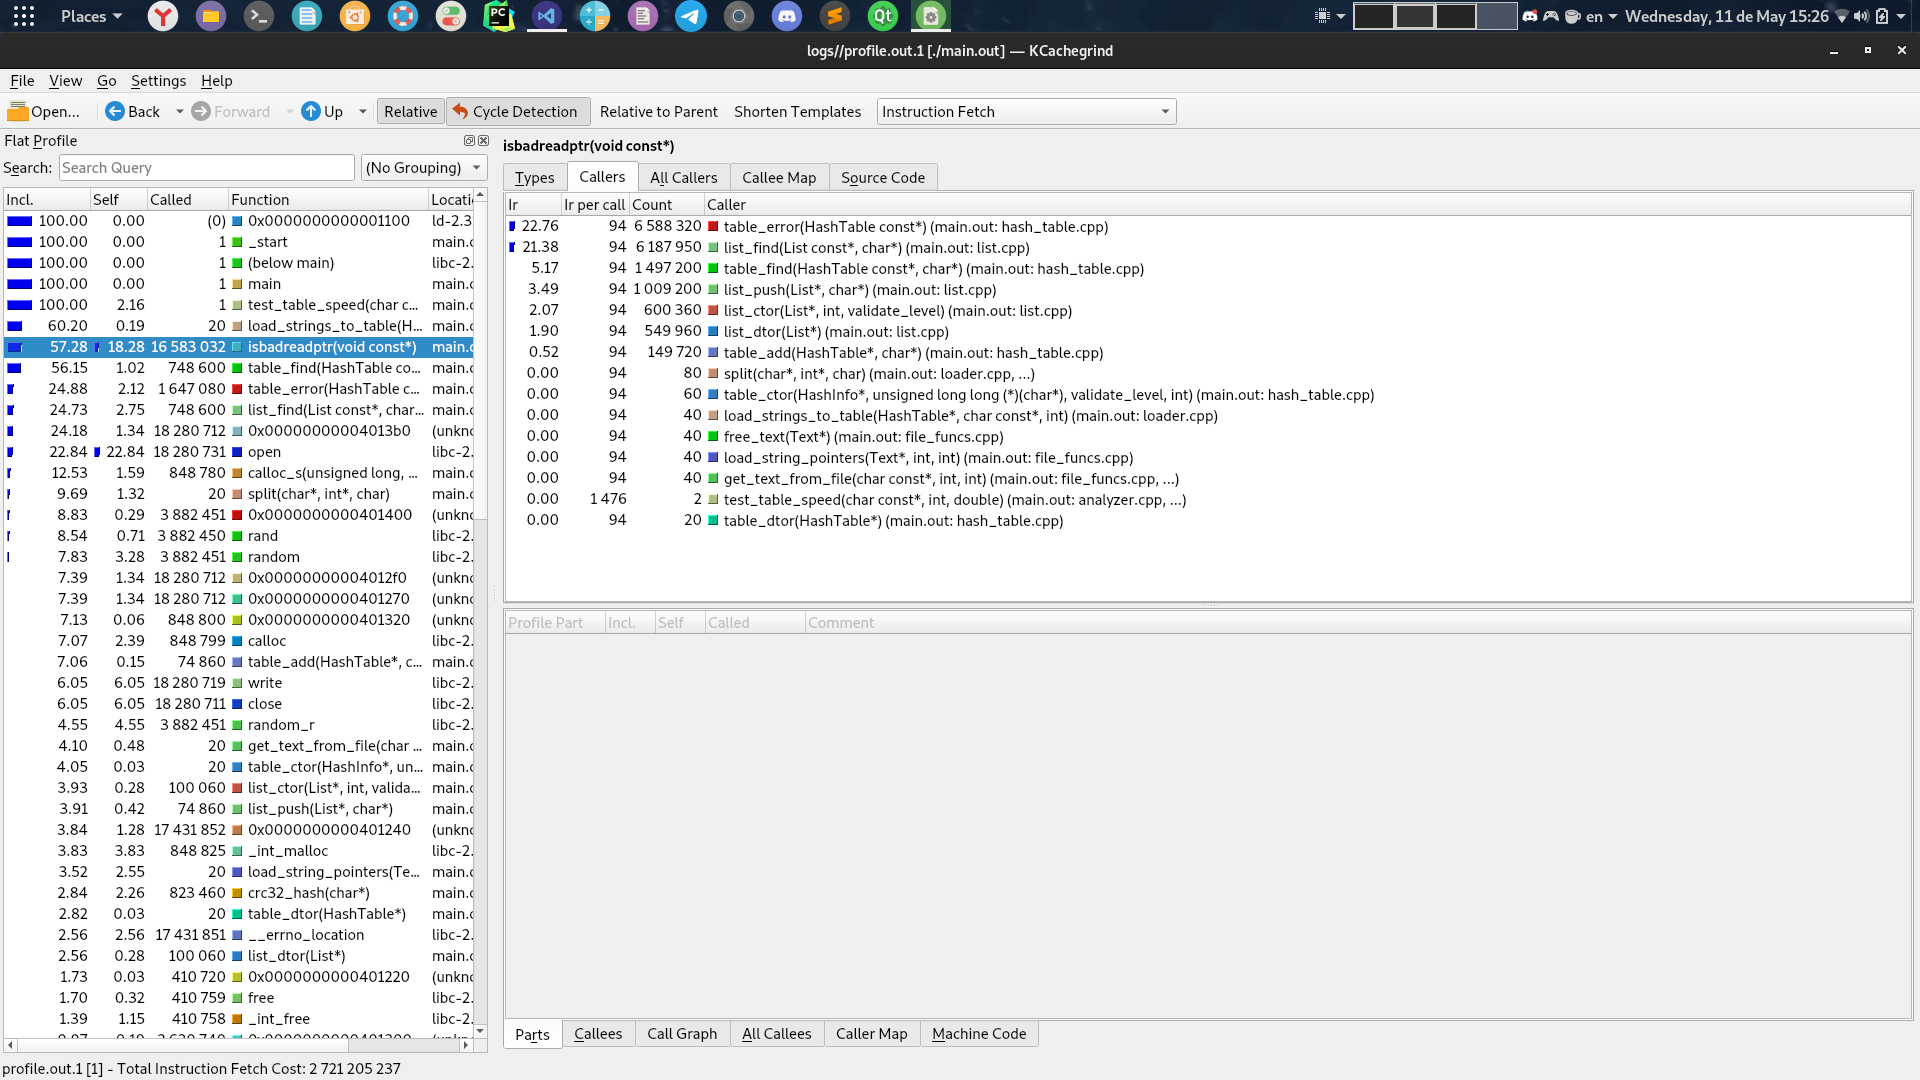 Places
en
Wednesday, 11 de May 15:26
logs//profile.out.1 [./main.out] — KCachegrind
File View Go Settings Help
Open... Back Forward Up Relative Cycle Detection Relative to Parent Shorten Templates Instruction Fetch
Flat Profile
Search: Search Query (No Grouping)
Incl. Self Called Function Locatio
100.00 0.00 (0) 0x0000000000001100 ld-2.3
100.00 0.00 1 _start main.c
100.00 0.00 1 (below main) libc-2.
100.00 0.00 1 main main.c
100.00 2.16 1 test_table_speed(char c... main.c
60.20 0.19 20 load_strings_to_table(H... main.c
57.28 18.28 16 583 032 isbadreadptr(void const*) main.c
56.15 1.02 748 600 table_find(HashTable co... main.c
24.88 2.12 1 647 080 table_error(HashTable c... main.c
24.73 2.75 748 600 list_find(List const*, char... main.c
24.18 1.34 18 280 712 0x00000000004013b0 (unkno
22.84 22.84 18 280 731 open libc-2.
12.53 1.59 848 780 calloc_s(unsigned long, ... main.c
9.69 1.32 20 split(char*, int*, char) main.c
8.83 0.29 3 882 451 0x0000000000401400 (unkno
8.54 0.71 3 882 450 rand libc-2.
7.83 3.28 3 882 451 random libc-2.
7.39 1.34 18 280 712 0x00000000004012f0 (unkno
7.39 1.34 18 280 712 0x0000000000401270 (unkno
7.13 0.06 848 800 0x0000000000401320 (unkno
7.07 2.39 848 799 calloc libc-2.
7.06 0.15 74 860 table_add(HashTable*, c... main.c
6.05 6.05 18 280 719 write libc-2.
6.05 6.05 18 280 711 close libc-2.
4.55 4.55 3 882 451 random_r libc-2.
4.10 0.48 20 get_text_from_file(char ... main.c
4.05 0.03 20 table_ctor(HashInfo*, un... main.c
3.93 0.28 100 060 list_ctor(List*, int, valida... main.c
3.91 0.42 74 860 list_push(List*, char*) main.c
3.84 1.28 17 431 852 0x0000000000401240 (unkno
3.83 3.83 848 825 _int_malloc libc-2.
3.52 2.55 20 load_string_pointers(Te... main.c
2.84 2.26 823 460 crc32_hash(char*) main.c
2.82 0.03 20 table_dtor(HashTable*) main.c
2.56 2.56 17 431 851 __errno_location libc-2.
2.56 0.28 100 060 list_dtor(List*) main.c
1.73 0.03 410 720 0x0000000000401220 (unkno
1.70 0.32 410 759 free libc-2.
1.39 1.15 410 758 _int_free libc-2.
isbadreadptr(void const*)
Types Callers All Callers Callee Map Source Code
Ir Ir per call Count Caller
22.76 94 6 588 320 table_error(HashTable const*) (main.out: hash_table.cpp)
21.38 94 6 187 950 list_find(List const*, char*) (main.out: list.cpp)
5.17 94 1 497 200 table_find(HashTable const*, char*) (main.out: hash_table.cpp)
3.49 94 1 009 200 list_push(List*, char*) (main.out: list.cpp)
2.07 94 600 360 list_ctor(List*, int, validate_level) (main.out: list.cpp)
1.90 94 549 960 list_dtor(List*) (main.out: list.cpp)
0.52 94 149 720 table_add(HashTable*, char*) (main.out: hash_table.cpp)
0.00 94 80 split(char*, int*, char) (main.out: loader.cpp, ...)
0.00 94 60 table_ctor(HashInfo*, unsigned long long (*)(char*), validate_level, int) (main.out: hash_table.cpp)
0.00 94 40 load_strings_to_table(HashTable*, char const*, int) (main.out: loader.cpp)
0.00 94 40 free_text(Text*) (main.out: file_funcs.cpp)
0.00 94 40 load_string_pointers(Text*, int, int) (main.out: file_funcs.cpp)
0.00 94 40 get_text_from_file(char const*, int, int) (main.out: file_funcs.cpp, ...)
0.00 1 476 2 test_table_speed(char const*, int, double) (main.out: analyzer.cpp, ...)
0.00 94 20 table_dtor(HashTable*) (main.out: hash_table.cpp)
Profile Part Incl. Self Called Comment
Parts Callees Call Graph All Callees Caller Map Machine Code
profile.out.1 [1] - Total Instruction Fetch Cost: 2 721 205 237